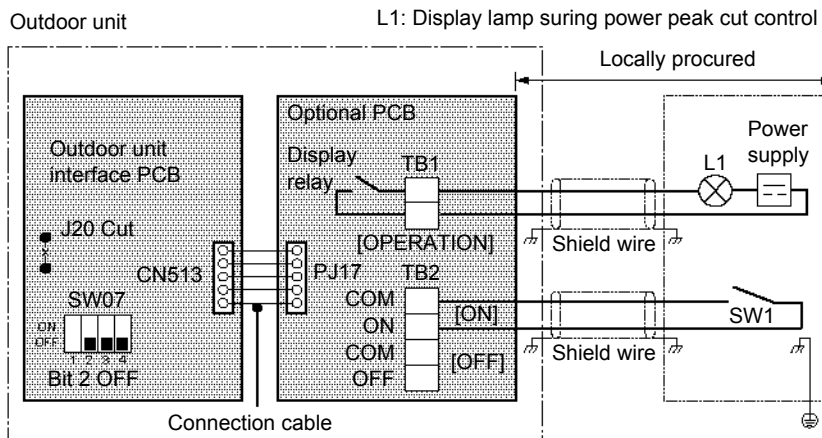 Outdoor unit
L1: Display lamp suring power peak cut control
Locally procured
Outdoor unit
interface PCB
J20 Cut
SW07
ON
OFF
1 2 3 4
Bit 2 OFF
CN513
Connection cable
Optional PCB
Display
relay
TB1
[OPERATION]
PJ17
TB2
COM
ON
[ON]
COM
OFF
[OFF]
Shield wire
Shield wire
L1
Power
supply
SW1